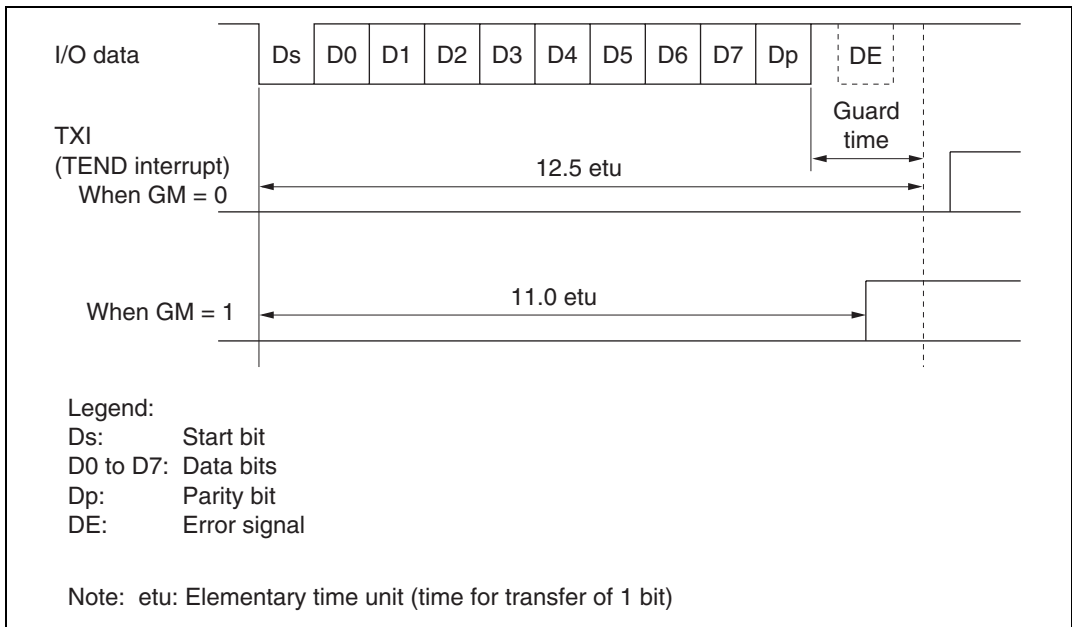 I/O data
Ds D0 D1 D2 D3 D4 D5 D6 D7 Dp DE
Guard
time
TXI
(TEND interrupt)
When GM = 0
12.5 etu
When GM = 1
11.0 etu
Legend:
Ds: Start bit
D0 to D7: Data bits
Dp: Parity bit
DE: Error signal
Note: etu: Elementary time unit (time for transfer of 1 bit)